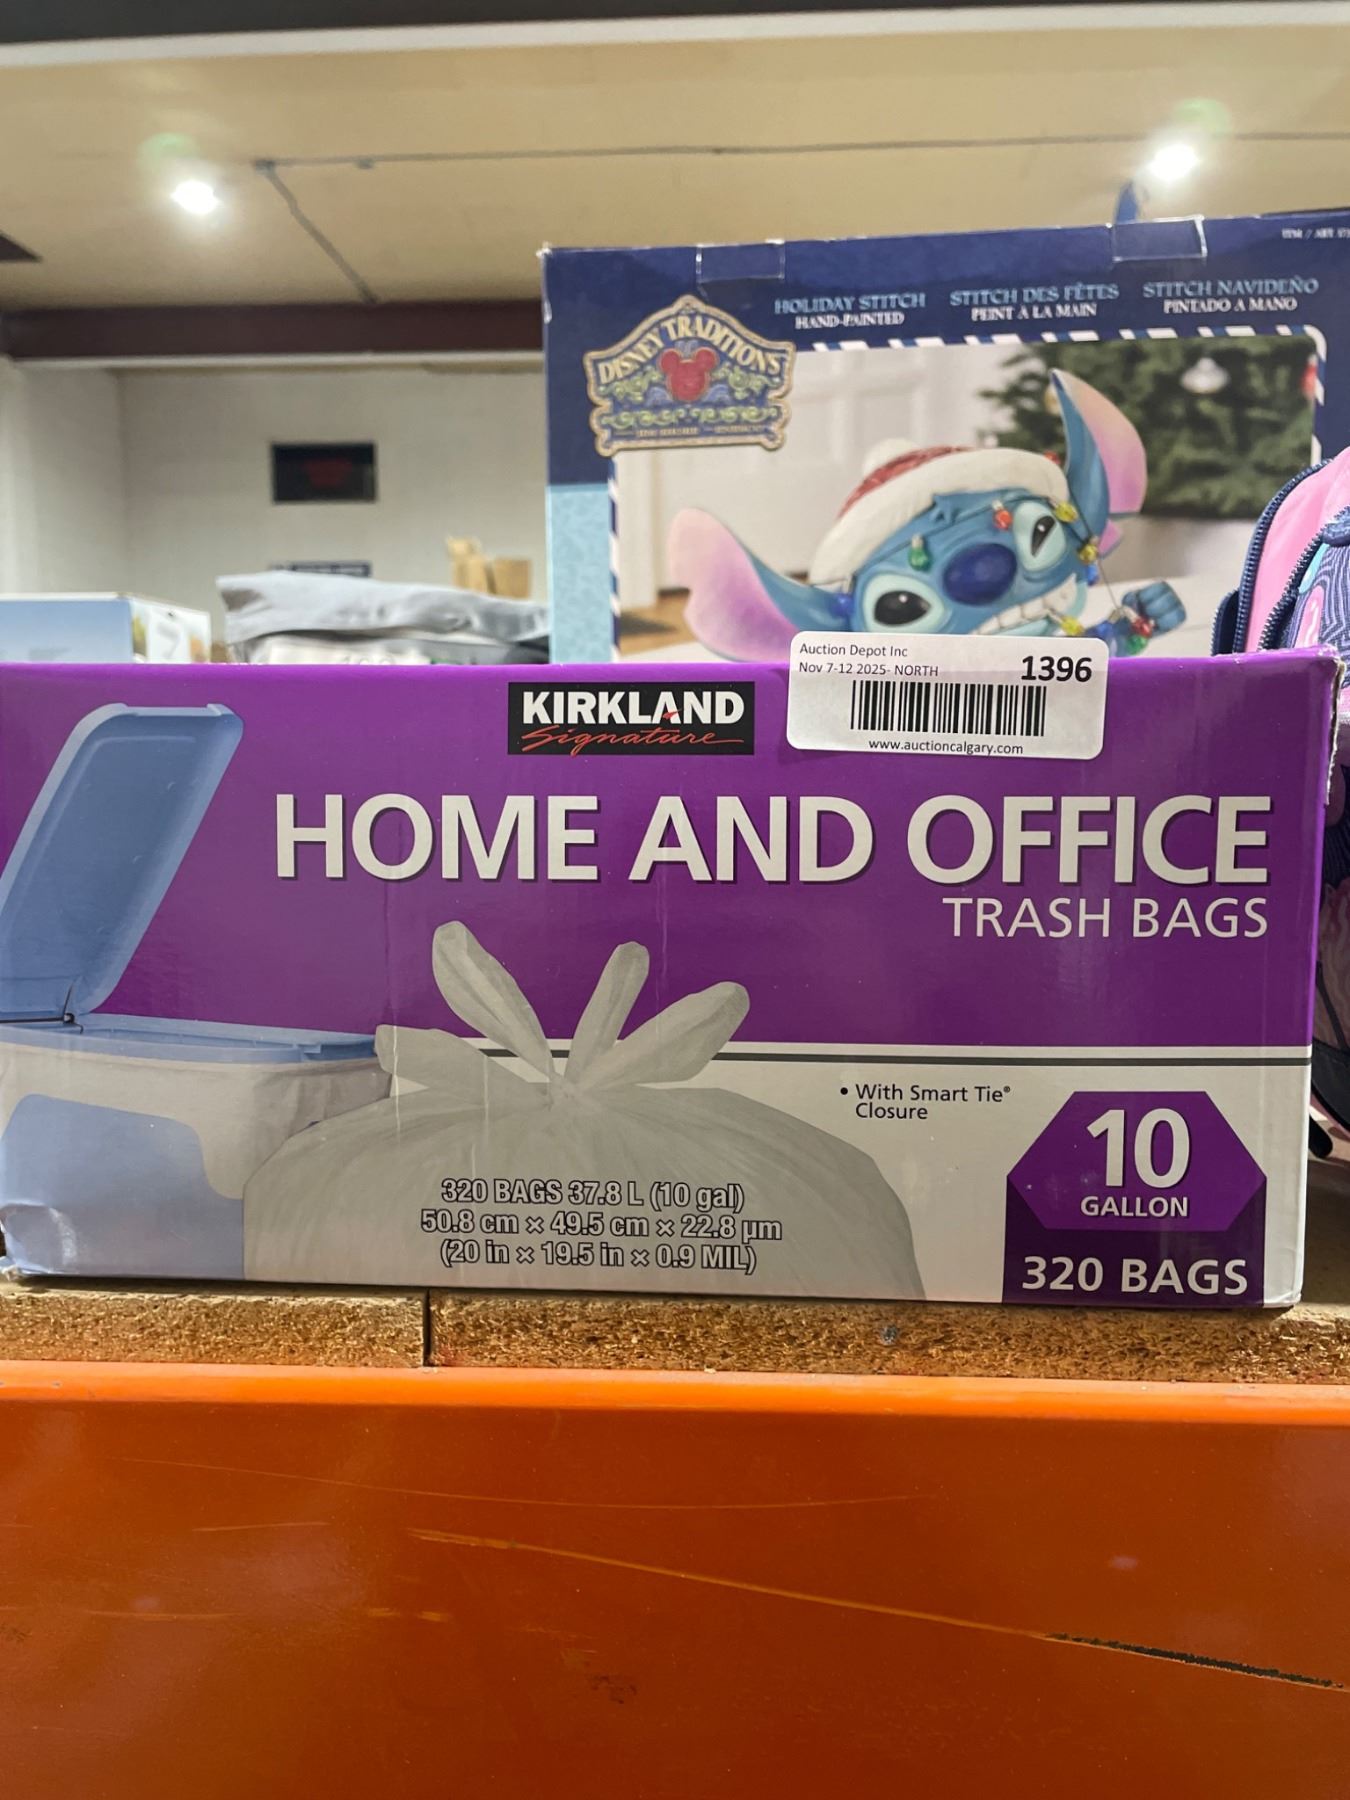 HOLIDAY STITCH
HAND-PAINTED
STITCH DES FÊTES
PEINT À LA MAIN
STITCH NAVIDEÑO
PINTADO A MANO
DISNEY TRADITIONS
Auction Depot Inc
Nov 7-12 2025- NORTH
1396
www.auctioncalgary.com
KIRKLAND
Signature
HOME AND OFFICE
TRASH BAGS
• With Smart Tie®
Closure
10
GALLON
320 BAGS
320 BAGS 37.8 L (10 gal)
50.8 cm × 49.5 cm × 22.8 µm
(20 in × 19.5 in × 0.9 MIL)